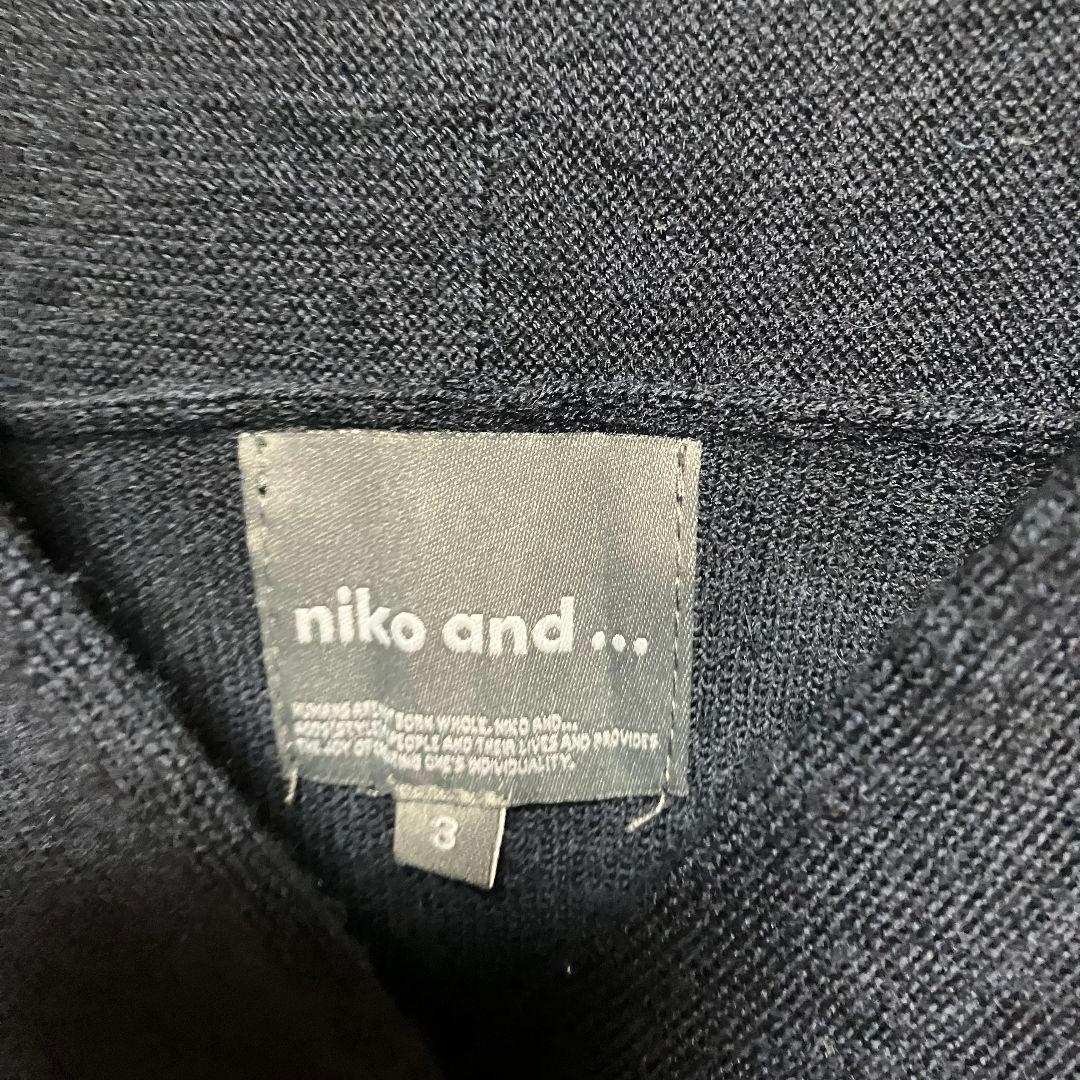 niko and ...
BORN WHOLE. NIKO AND...
PEOPLE AND THEIR LIVES AND PROVIDES
THE JOY OF ONE'S INDIVIDUALITY.
3